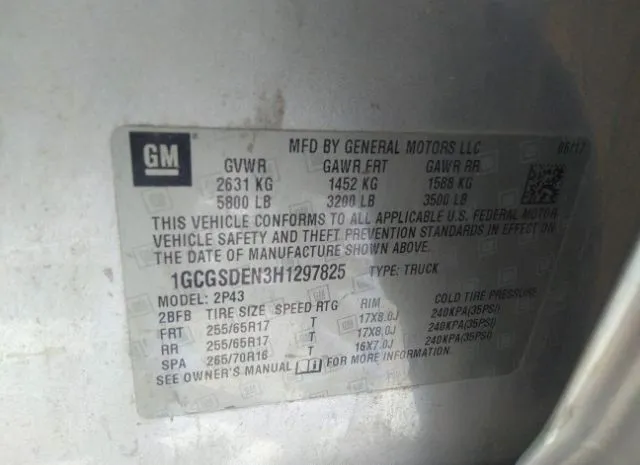 GM
MFD BY GENERAL MOTORS LLC 06/17
GVWR GAWR FRT GAWR RR
2631 KG 1452 KG 1588 KG
5800 LB 3200 LB 3500 LB
THIS VEHICLE CONFORMS TO ALL APPLICABLE U.S. FEDERAL MOTOR
VEHICLE SAFETY AND THEFT PREVENTION STANDARDS IN EFFECT ON
THE DATE OF MANUFACTURE SHOWN ABOVE.
1GCGSDEN3H1297825 TYPE: TRUCK
MODEL: 2P43
2BFB TIRE SIZE SPEED RTG RIM COLD TIRE PRESSURE
FRT 255/65R17 T 17X8.0J 240KPA(35PSI)
RR 255/65R17 T 17X8.0J 240KPA(35PSI)
SPA 265/70R16 T 16X7.0J 240KPA(35PSI)
SEE OWNER'S MANUAL FOR MORE INFORMATION.